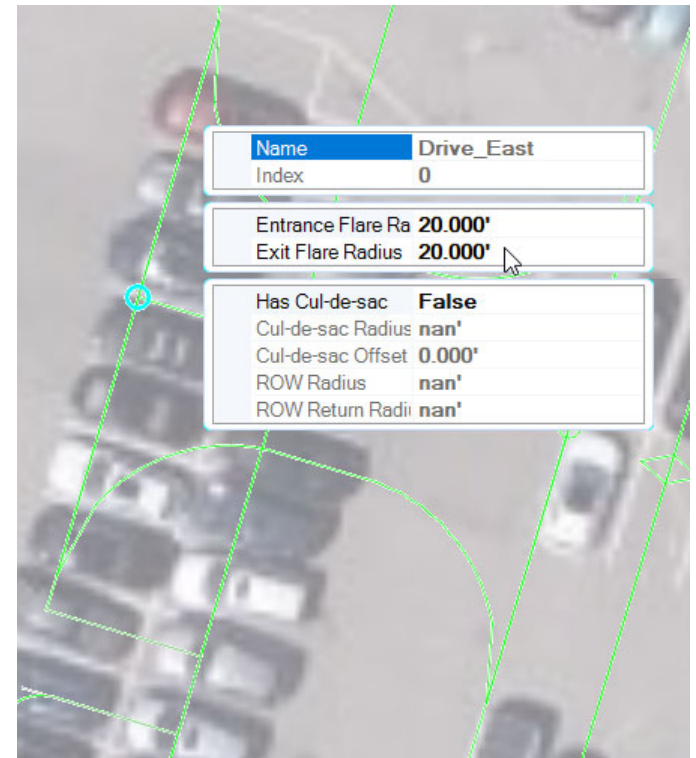 Name Drive_East
Index 0
Entrance Flare Ra 20.000'
Exit Flare Radius 20.000'
Has Cul-de-sac False
Cul-de-sac Radius nan'
Cul-de-sac Offset 0.000'
ROW Radius nan'
ROW Return Radi nan'